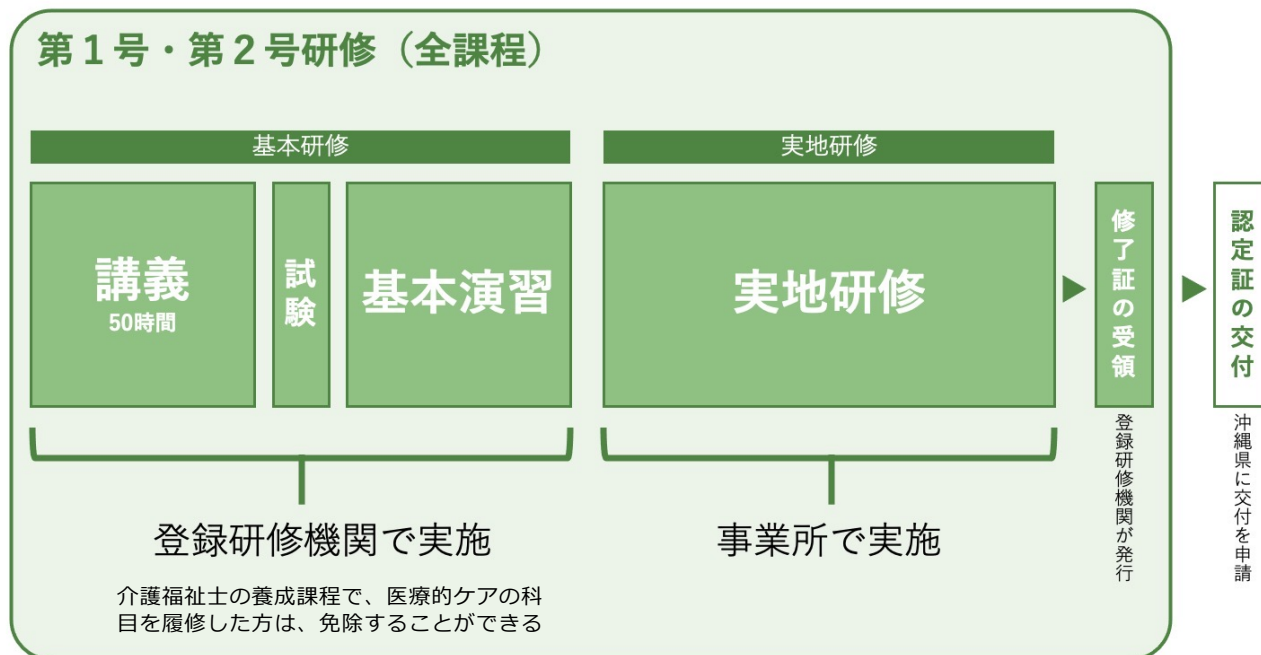 第1号・第2号研修（全課程）
基本研修
実地研修
講義
50時間
試験
基本演習
実地研修
修了証の受領
認定証の交付
登録研修機関で実施
介護福祉士の養成課程で、医療的ケアの科
目を履修した方は、免除することができる
事業所で実施
登録研修機関が発行
沖縄県に交付を申請